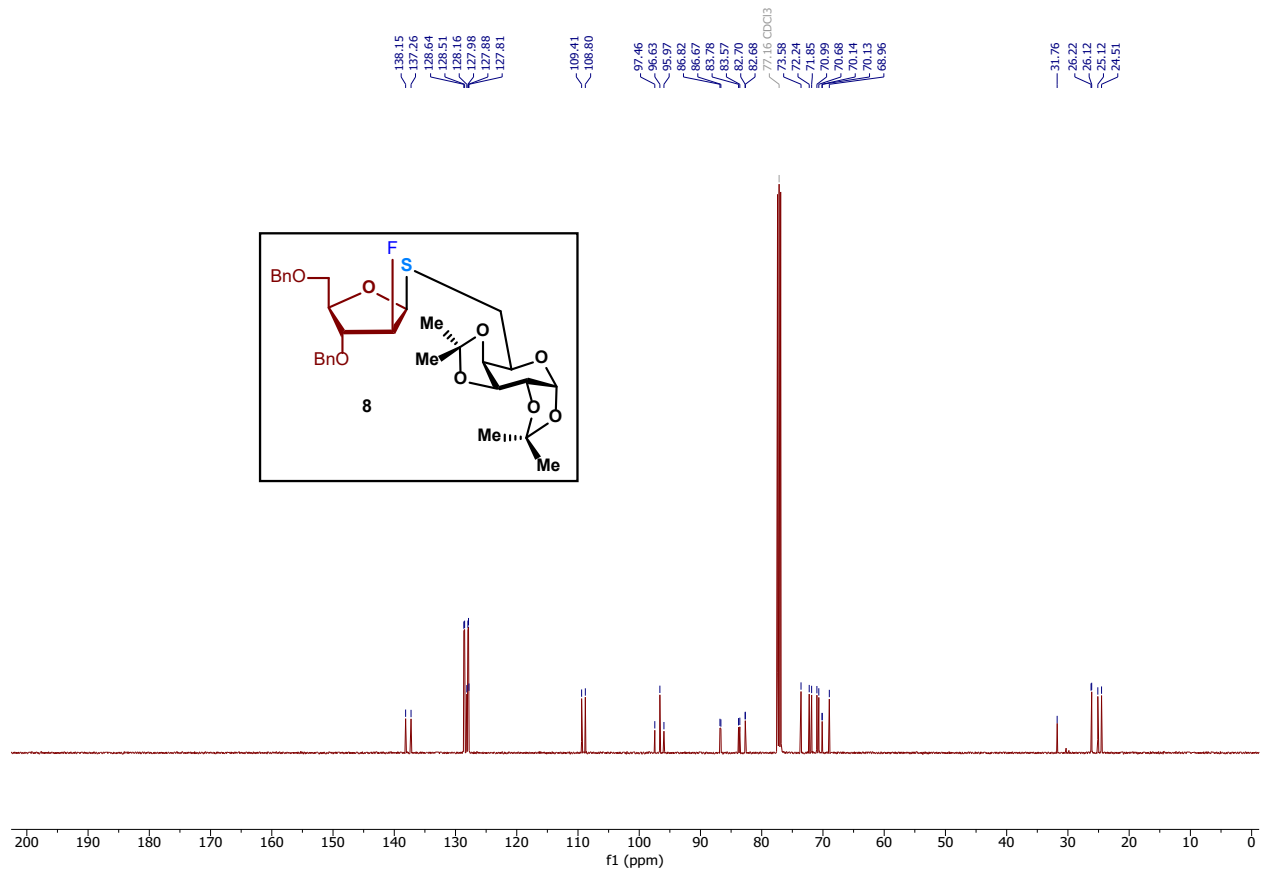 138.15
137.26
128.64
128.51
128.16
127.98
127.88
127.81
109.41
108.80
97.46
96.63
95.97
86.82
86.67
83.78
83.57
82.70
82.68
77.16 CDCl3
73.58
72.24
71.85
70.99
70.68
70.14
70.13
68.96
31.76
26.22
26.12
25.12
24.51
F
S
BnO
O
Me
O
Me
O
BnO
O
O
O
8
Me
Me
200 190 180 170 160 150 140 130 120 110 100 90 80 70 60 50 40 30 20 10 0
f1 (ppm)